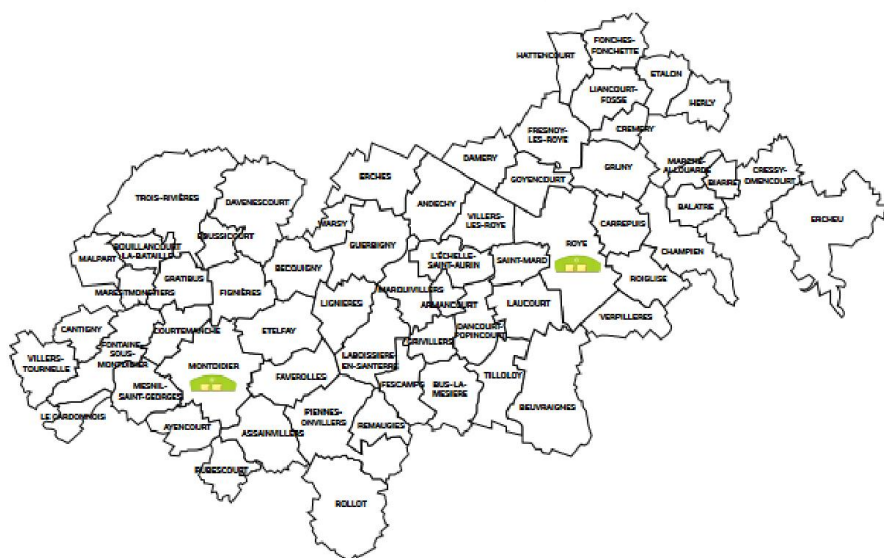 FONCHES-
FONCHETTE
HATTENCOURT
ETALON
LIANCOURT-
FOSSE
HERLY
FRESNOY-
LES-ROYE
CREMERY
DAMERY
GOYENCOURT
GRUNY
MARCHE-
ALLOUARDE
BIARRE
CRESSY-
OMENCOURT
ERCHES
ANDECHY
BALATRE
TROIS-RIVIÈRES
DAVENESCOURT
VILLERS-
LES-ROYE
CARREPUIS
ERCHEU
WARSY
GUERBIGNY
ROYE
BOUSSICOURT
BOUILLANCOURT
-LA-BATAILLE
MALPART
L'ÉCHELLE-
SAINT-AURIN
SAINT-MARD
CHAMPIEN
BECQUIGNY
GRATIBUS
ROIGLISE
MARESTMONTIERS
FIGNIÈRES
MARQUIVILLERS
LIGNIERES
ARMANCOURT
LAUCOURT
VERPILLERES
CANTIGNY
COURTEMANCHE
ETELFAY
DANCOURT-
POPINCOURT
GRIVILLERS
FONTAINE-
SOUS-
MONTDIDIER
VILLERS-
TOURNELLE
LABOISSIERE-
EN-SANTERRE
MONTDIDIER
FAVEROLLES
TILLOLOY
MESNIL-
SAINT-GEORGES
FESCAMPS
BUS-LA-
MESIERE
BEUVRAIGNES
LE CARDONNOIS
PIENNES-
ONVILLERS
REMAUGIES
AYENCOURT
ASSAINVILLERS
RUBESCOURT
ROLLOT